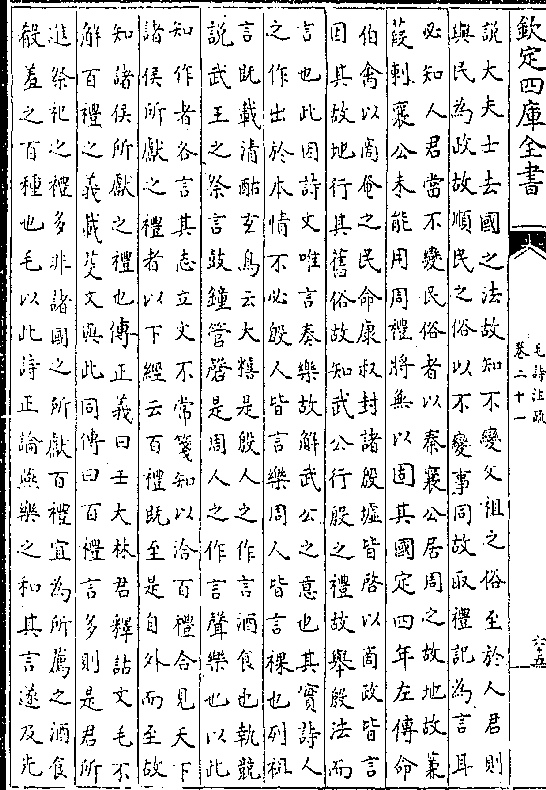 欽定四庫全書
毛詩注疏
卷二十一
六十五
說大夫士去國之法故知不變父祖之俗至於人君則
與民為政故順民之俗以不變事同故取禮記為言耳
必知人君當不變民俗者以秦襄公居周之故地故蒹
葭刺襄公未能用周禮將無以固其國定四年左傳命
伯禽以商奄之民命康叔封諸殷墟皆啓以商政皆言
因其故地行其舊俗故知武公行殷之禮故舉殷法而
言也此因詩文唯言奏樂故解武公之意也其實詩人
之作出於本情不必殷人皆言樂周人皆言祼也列祖
言既載清酤玄鳥云大糦是殷人之作言酒食也執競
說武王之祭言鼓鐘管磬是周人之作言聲樂也以此
知作者各言其志立文不常箋知以洽百禮合見天下
諸侯所獻之禮者以下經云百禮既至是自外而至故
知諸侯所獻之禮也傳正義曰壬大林君釋詁文毛不
解百禮之義載芟文與此同傳曰百禮言多則是君所
進祭祀之禮多非諸國之所獻百禮宜為所薦之酒食
殽羞之百種也毛以此詩正論燕樂之和其言遂及光